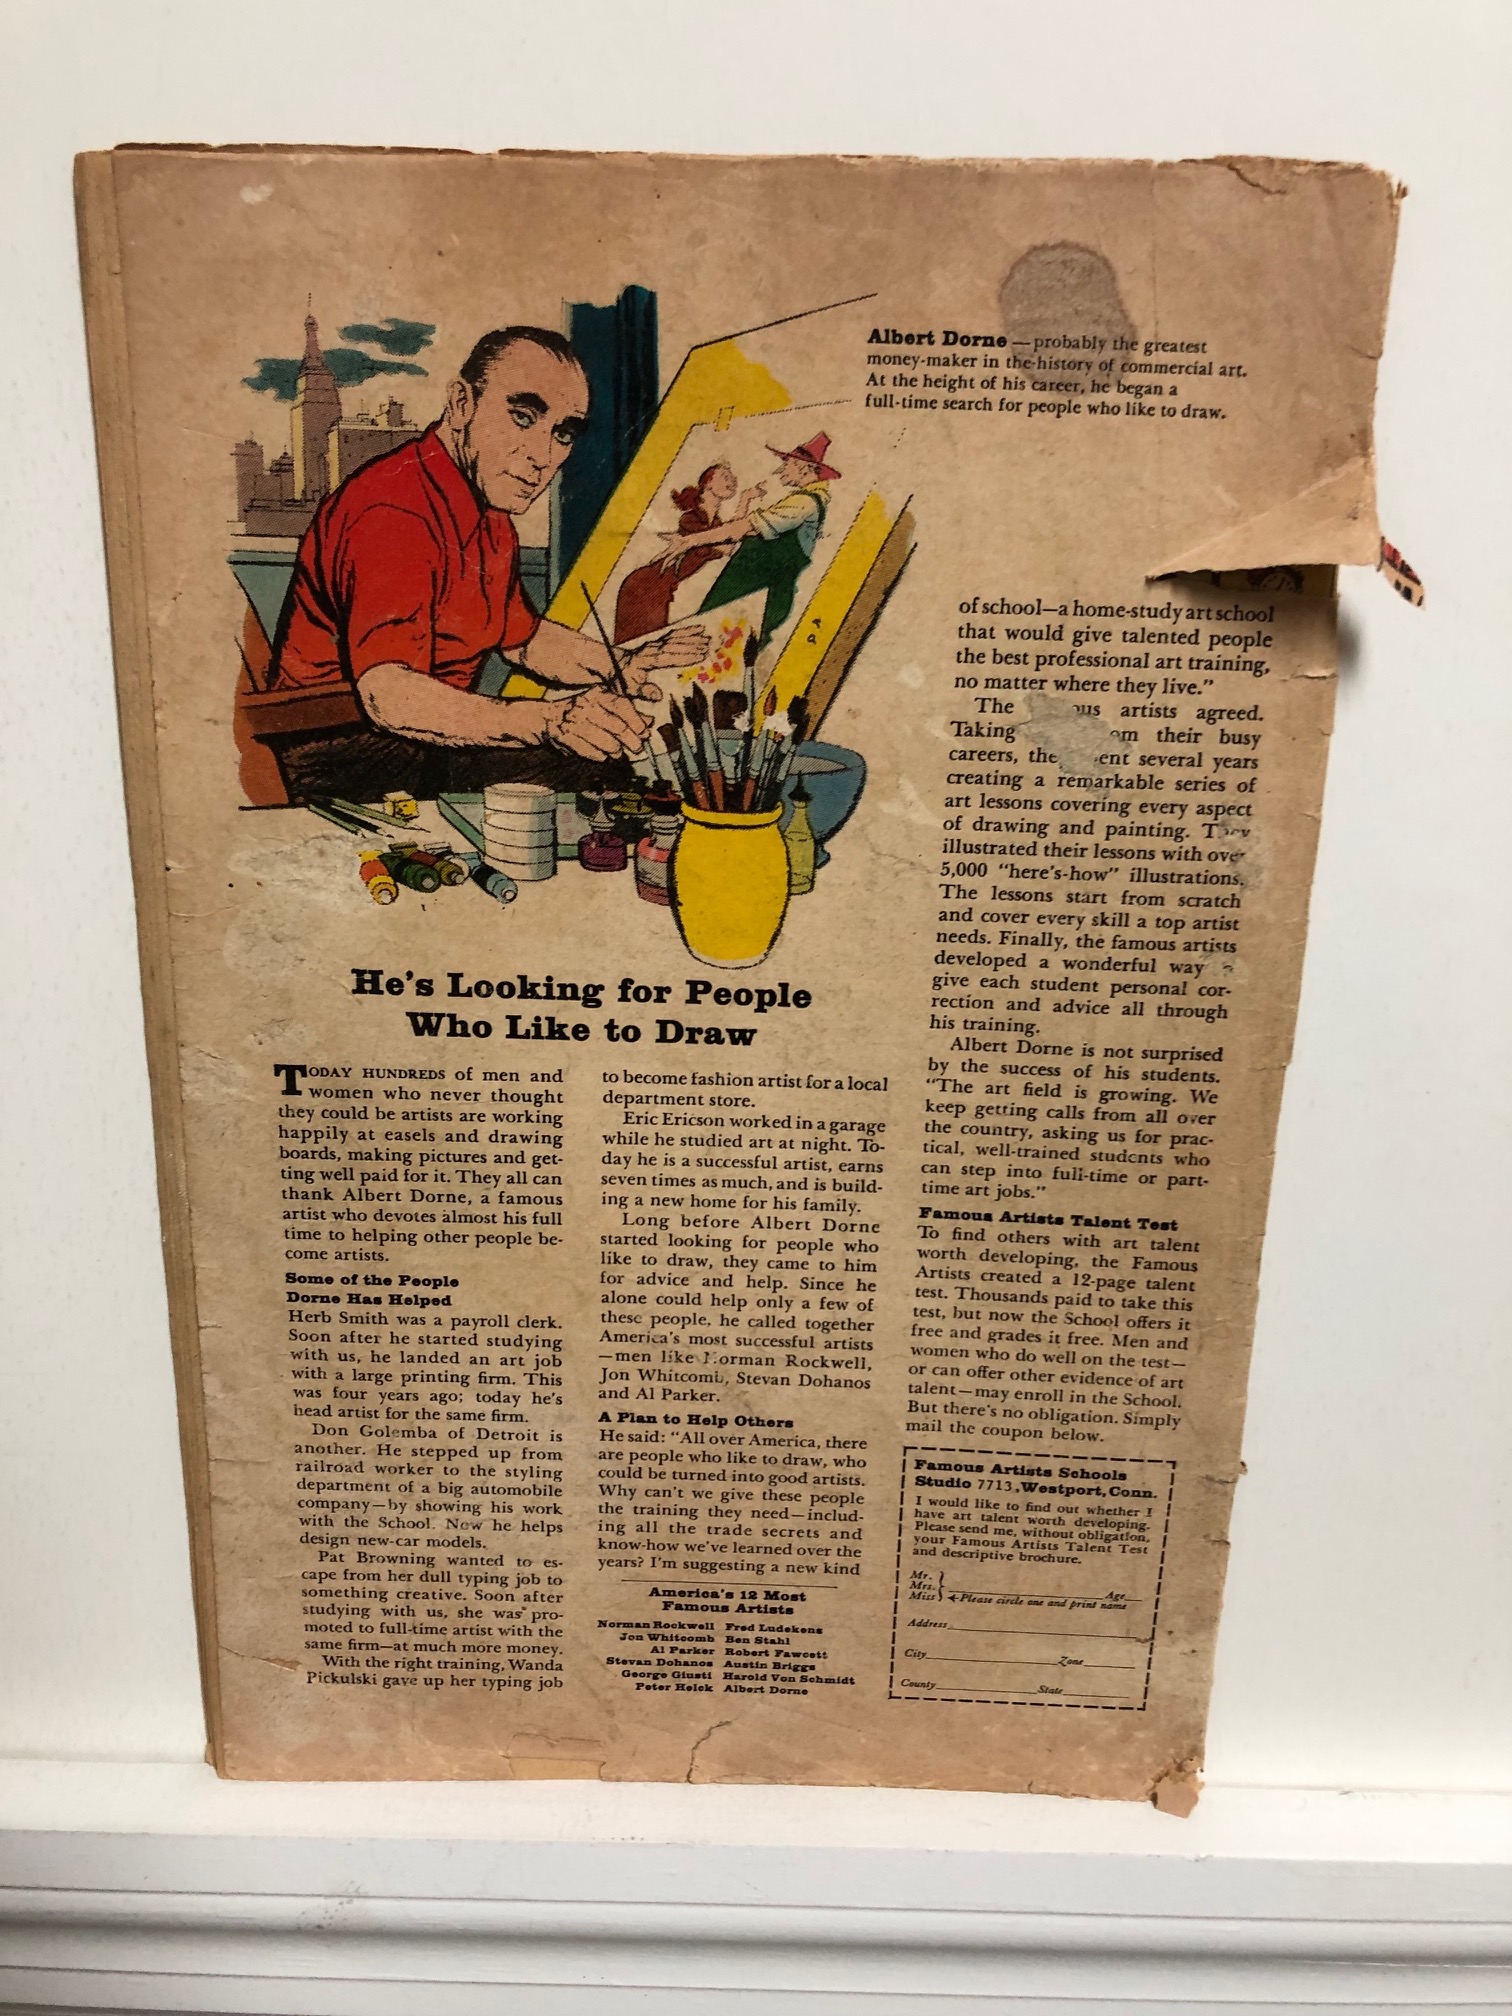 Albert Dorne — probably the greatest
money-maker in the history of commercial art.
At the height of his career, he began a
full-time search for people who like to draw.
He's Looking for People
Who Like to Draw
TODAY HUNDREDS of men and
women who never thought
they could be artists are working
happily at easels and drawing
boards, making pictures and get-
ting well paid for it. They all can
thank Albert Dorne, a famous
artist who devotes almost his full
time to helping other people be-
come artists.
Some of the People
Dorne Has Helped
Herb Smith was a payroll clerk.
Soon after he started studying
with us, he landed an art job
with a large printing firm. This
was four years ago; today he's
head artist for the same firm.
Don Golemba of Detroit is
another. He stepped up from
railroad worker to the styling
department of a big automobile
company—by showing his work
with the School. Now he helps
design new-car models.
Pat Browning wanted to es-
cape from her dull typing job to
something creative. Soon after
studying with us, she was pro-
moted to full-time artist with the
same firm—at much more money.
With the right training, Wanda
Pickulski gave up her typing job
to become fashion artist for a local
department store.
Eric Ericson worked in a garage
while he studied art at night. To-
day he is a successful artist, earns
seven times as much, and is build-
ing a new home for his family.
Long before Albert Dorne
started looking for people who
like to draw, they came to him
for advice and help. Since he
alone could help only a few of
these people, he called together
America's most successful artists
—men like Norman Rockwell,
Jon Whitcomb, Stevan Dohanos
and Al Parker.
A Plan to Help Others
He said: "All over America, there
are people who like to draw, who
could be turned into good artists.
Why can't we give these people
the training they need—includ-
ing all the trade secrets and
know-how we've learned over the
years? I'm suggesting a new kind
America's 12 Most
Famous Artists
Norman Rockwell Fred Ludekens
Jon Whitcomb Ben Stahl
Al Parker Robert Fawcett
Stevan Dohanos Austin Briggs
George Giusti Harold Von Schmidt
Peter Helck Albert Dorne
of school—a home-study art school
that would give talented people
the best professional art training,
no matter where they live."
The artists agreed.
Taking their busy
careers, several years
creating a remarkable series of
art lessons covering every aspect
of drawing and painting. They
illustrated their lessons with over
5,000 "here's-how" illustrations.
The lessons start from scratch
and cover every skill a top artist
needs. Finally, the famous artists
developed a wonderful way
give each student personal cor-
rection and advice all through
his training.
Albert Dorne is not surprised
by the success of his students.
"The art field is growing. We
keep getting calls from all over
the country, asking us for prac-
tical, well-trained students who
can step into full-time or part-
time art jobs."
Famous Artists Talent Test
To find others with art talent
worth developing, the Famous
Artists created a 12-page talent
test. Thousands paid to take this
test, but now the School offers it
free and grades it free. Men and
women who do well on the test—
or can offer other evidence of art
talent—may enroll in the School.
But there's no obligation. Simply
mail the coupon below.
Famous Artists Schools
Studio 7713, Westport, Conn.
I would like to find out whether I
have art talent worth developing.
Please send me, without obligation,
your Famous Artists Talent Test
and descriptive brochure.
Mr.
Mrs. Age
Miss Please circle one and print name
Address
City Zone
County State